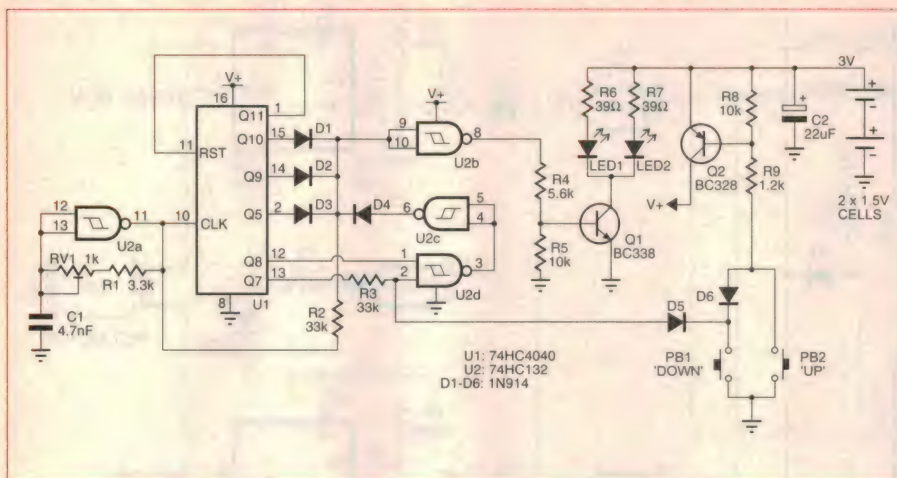 V+
16
Q11 1
Q10 15 D1
11 RST
Q9 14 D2
Q5 2 D3
12
13
11
U2a
10 CLK
Q8 12
Q7 13
RV1 1k
R1 3.3k
C1
4.7nF
8
U1
R3
33k
R2
33k
V+
9
10
8
U2b
D4
6
5
4
U2c
1
2
3
U2d
R4
5.6k
R5
10k
R6
39Ω
R7
39Ω
LED1
LED2
Q1
BC338
Q2
BC328
V+
3V
R8
10k
R9
1.2k
+
C2
22uF
+
–
+
–
2 x 1.5V
CELLS
D5
D6
PB1
'DOWN'
PB2
'UP'
U1: 74HC4040
U2: 74HC132
D1-D6: 1N914